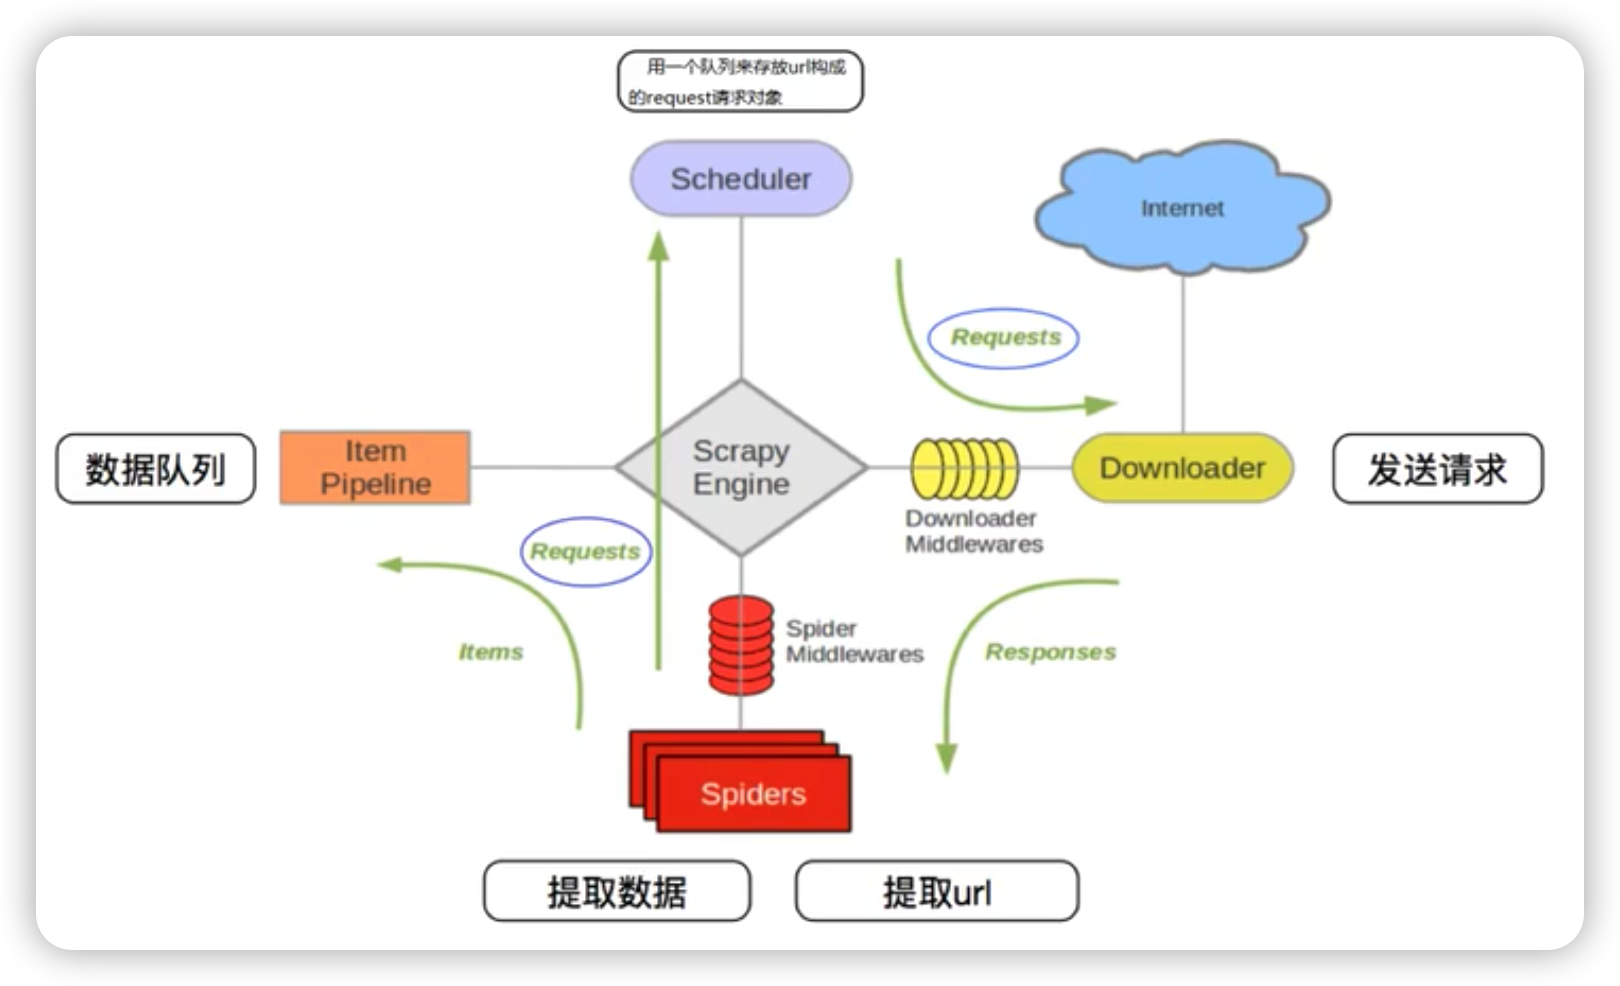 用一个队列来存放url构成
的request请求对象
Scheduler
Internet
Requests
数据队列
Item
Pipeline
Scrapy
Engine
Downloader
发送请求
Downloader
Middlewares
Requests
Items
Spider
Middlewares
Responses
Spiders
提取数据
提取url